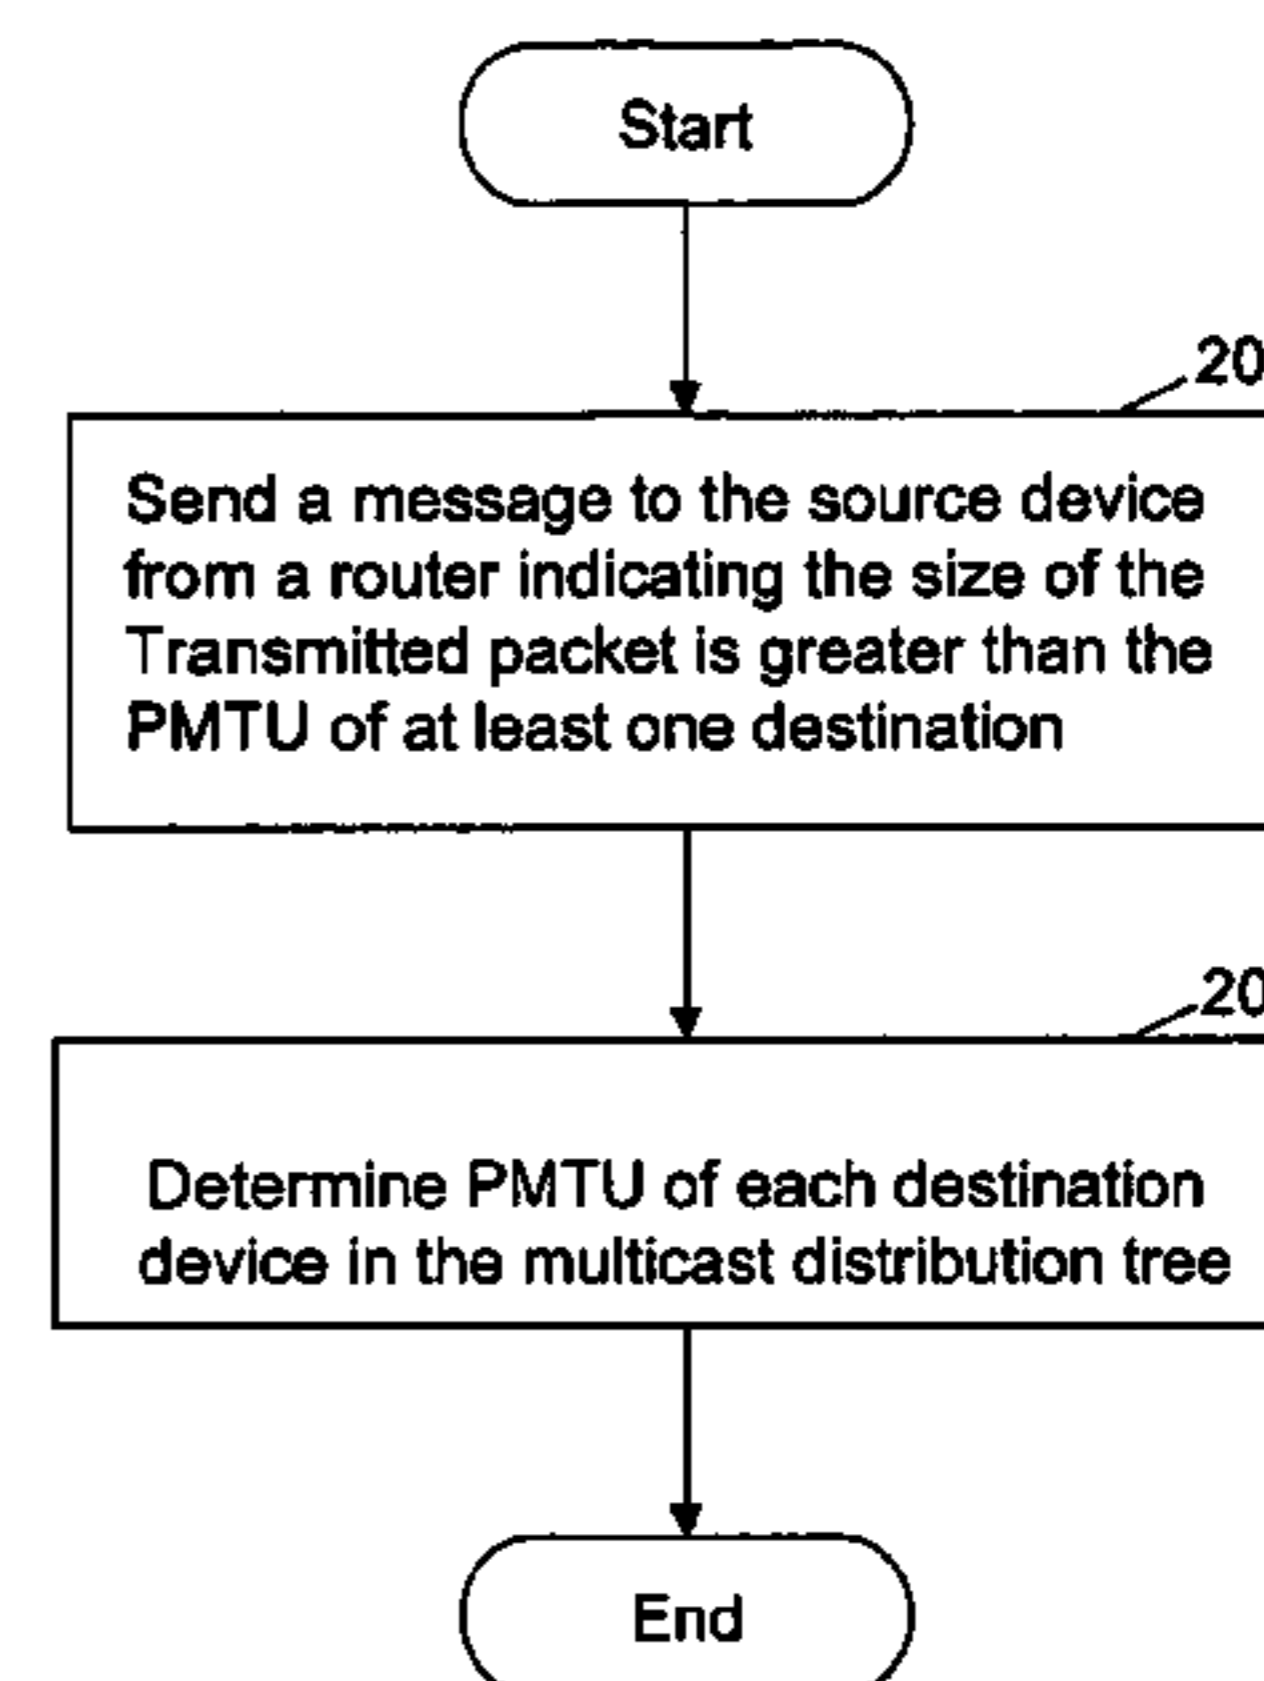 Start
20
Send a message to the source device
from a router indicating the size of the
Transmitted packet is greater than the
PMTU of at least one destination
20
Determine PMTU of each destination
device in the multicast distribution tree
End